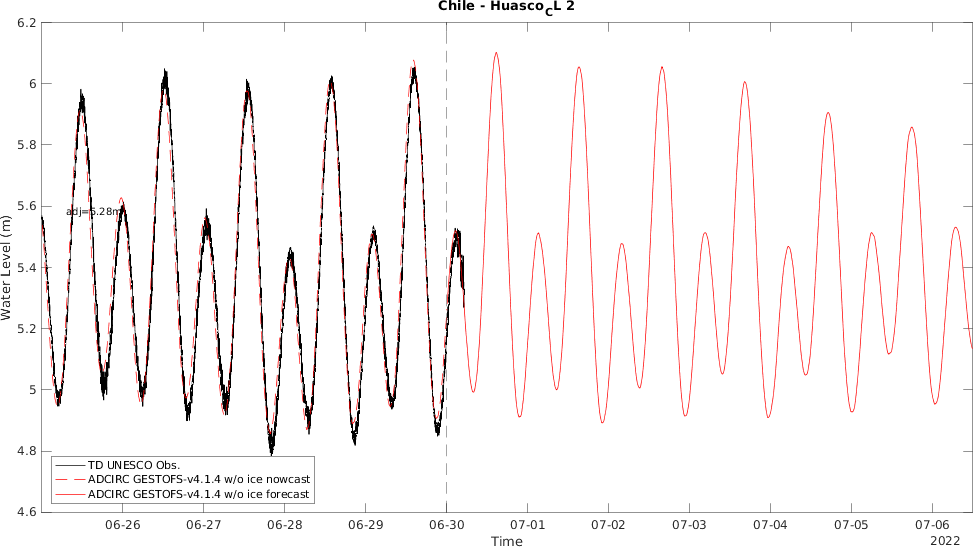 Chile - Huasco_CL 2
6.2
6
5.8
5.6
5.4
5.2
5
4.8
4.6
Water Level (m)
adj=5.28m
TD UNESCO Obs.
ADCIRC GESTOFS-v4.1.4 w/o ice nowcast
ADCIRC GESTOFS-v4.1.4 w/o ice forecast
06-26 06-27 06-28 06-29 06-30 07-01 07-02 07-03 07-04 07-05 07-06
Time
2022